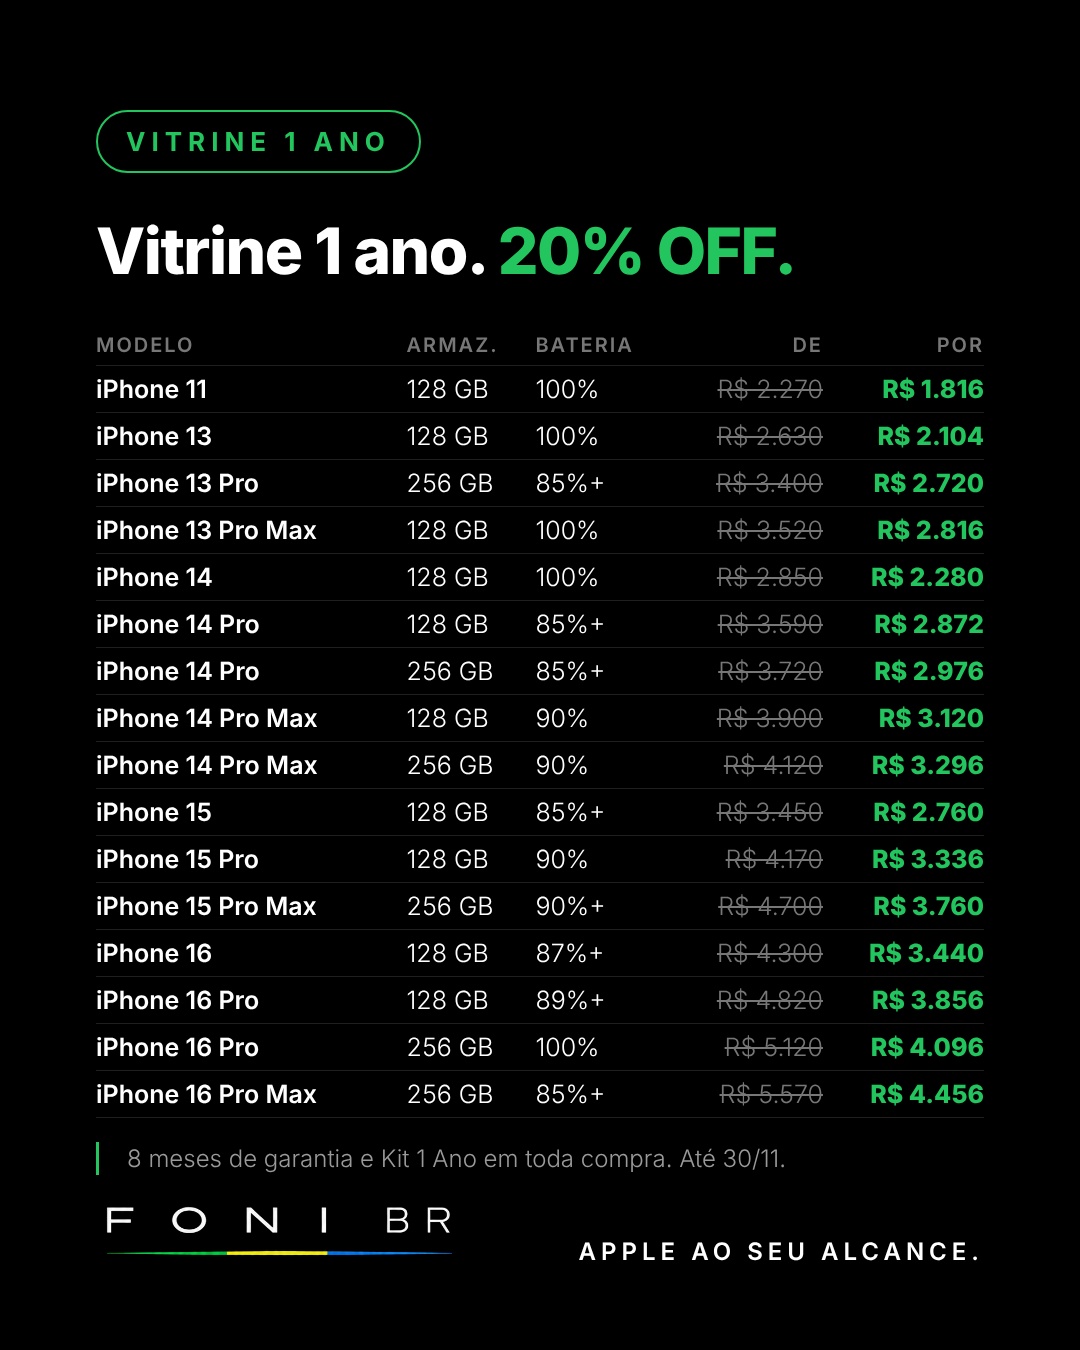 VITRINE 1 ANO
Vitrine 1 ano. 20% OFF.
MODELO ARMAZ. BATERIA DE POR
iPhone 11 128 GB 100% R$ 2.270 R$ 1.816
iPhone 13 128 GB 100% R$ 2.630 R$ 2.104
iPhone 13 Pro 256 GB 85%+ R$ 3.400 R$ 2.720
iPhone 13 Pro Max 128 GB 100% R$ 3.520 R$ 2.816
iPhone 14 128 GB 100% R$ 2.850 R$ 2.280
iPhone 14 Pro 128 GB 85%+ R$ 3.590 R$ 2.872
iPhone 14 Pro 256 GB 85%+ R$ 3.720 R$ 2.976
iPhone 14 Pro Max 128 GB 90% R$ 3.900 R$ 3.120
iPhone 14 Pro Max 256 GB 90% R$ 4.120 R$ 3.296
iPhone 15 128 GB 85%+ R$ 3.450 R$ 2.760
iPhone 15 Pro 128 GB 90% R$ 4.170 R$ 3.336
iPhone 15 Pro Max 256 GB 90%+ R$ 4.700 R$ 3.760
iPhone 16 128 GB 87%+ R$ 4.300 R$ 3.440
iPhone 16 Pro 128 GB 89%+ R$ 4.820 R$ 3.856
iPhone 16 Pro 256 GB 100% R$ 5.120 R$ 4.096
iPhone 16 Pro Max 256 GB 85%+ R$ 5.570 R$ 4.456
8 meses de garantia e Kit 1 Ano em toda compra. Até 30/11.
FONI BR
APPLE AO SEU ALCANCE.